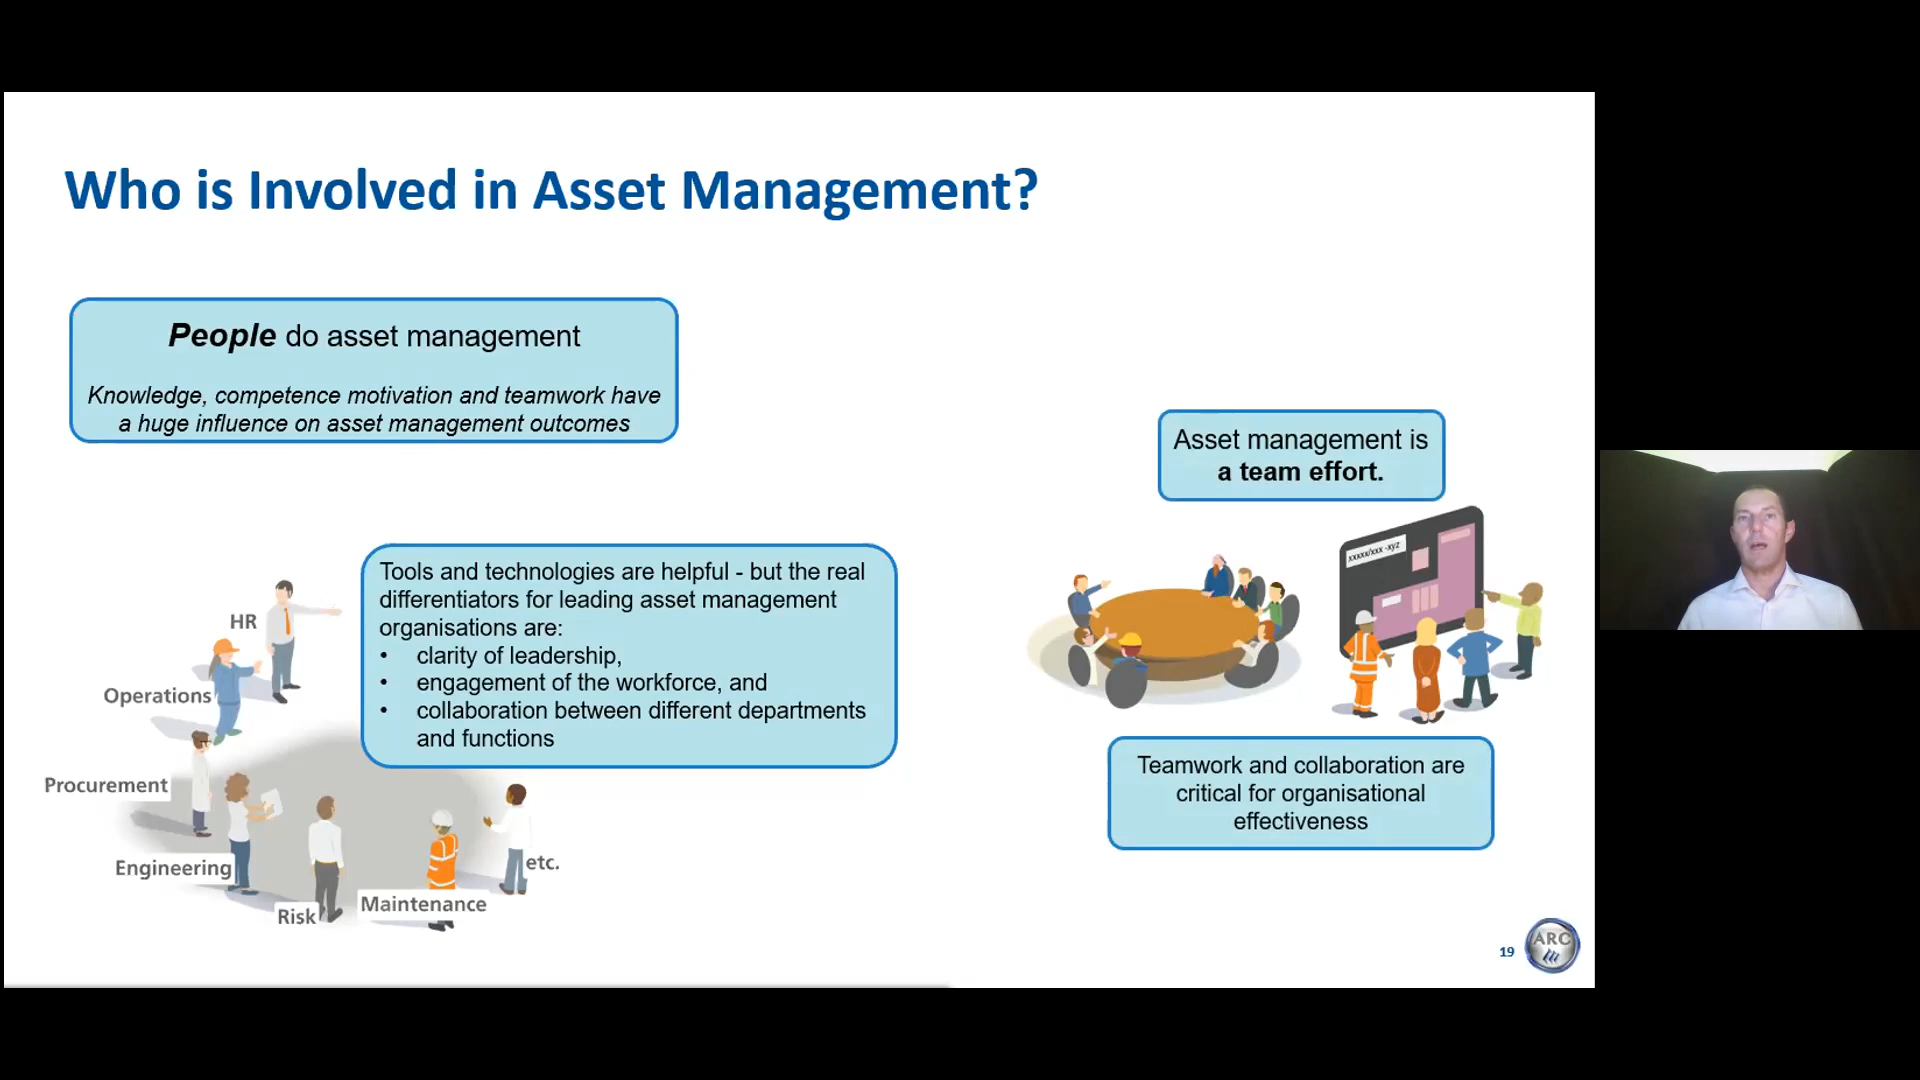 Who is Involved in Asset Management?
People do asset management
Knowledge, competence motivation and teamwork have
a huge influence on asset management outcomes
Asset management is
a team effort.
Tools and technologies are helpful - but the real
differentiators for leading asset management
organisations are:
• clarity of leadership,
• engagement of the workforce, and
• collaboration between different departments
and functions
xxxxx/xxx -xyz
HR
Operations
Procurement
Engineering
Risk
Maintenance
etc.
Teamwork and collaboration are
critical for organisational
effectiveness
19
ARC